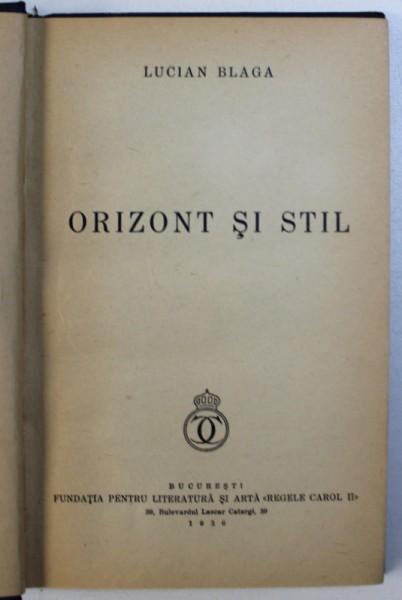 LUCIAN BLAGA
ORIZONT ȘI STIL
BUCUREȘTI
FUNDAȚIA PENTRU LITERATURĂ ȘI ARTĂ «REGELE CAROL II»
39, Bulevardul Lascar Catargi, 39
1936